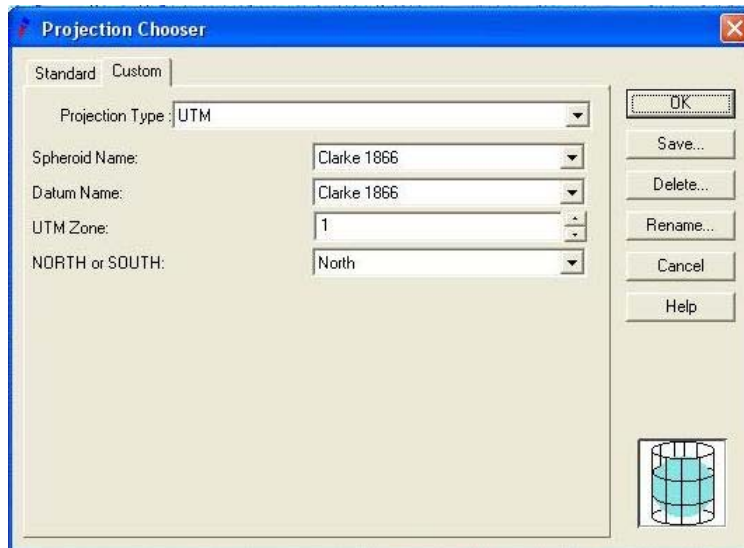 Projection Chooser
Standard Custom
Projection Type : UTM
Spheroid Name: Clarke 1866
Datum Name: Clarke 1866
UTM Zone: 1
NORTH or SOUTH: North
OK
Save...
Delete...
Rename...
Cancel
Help